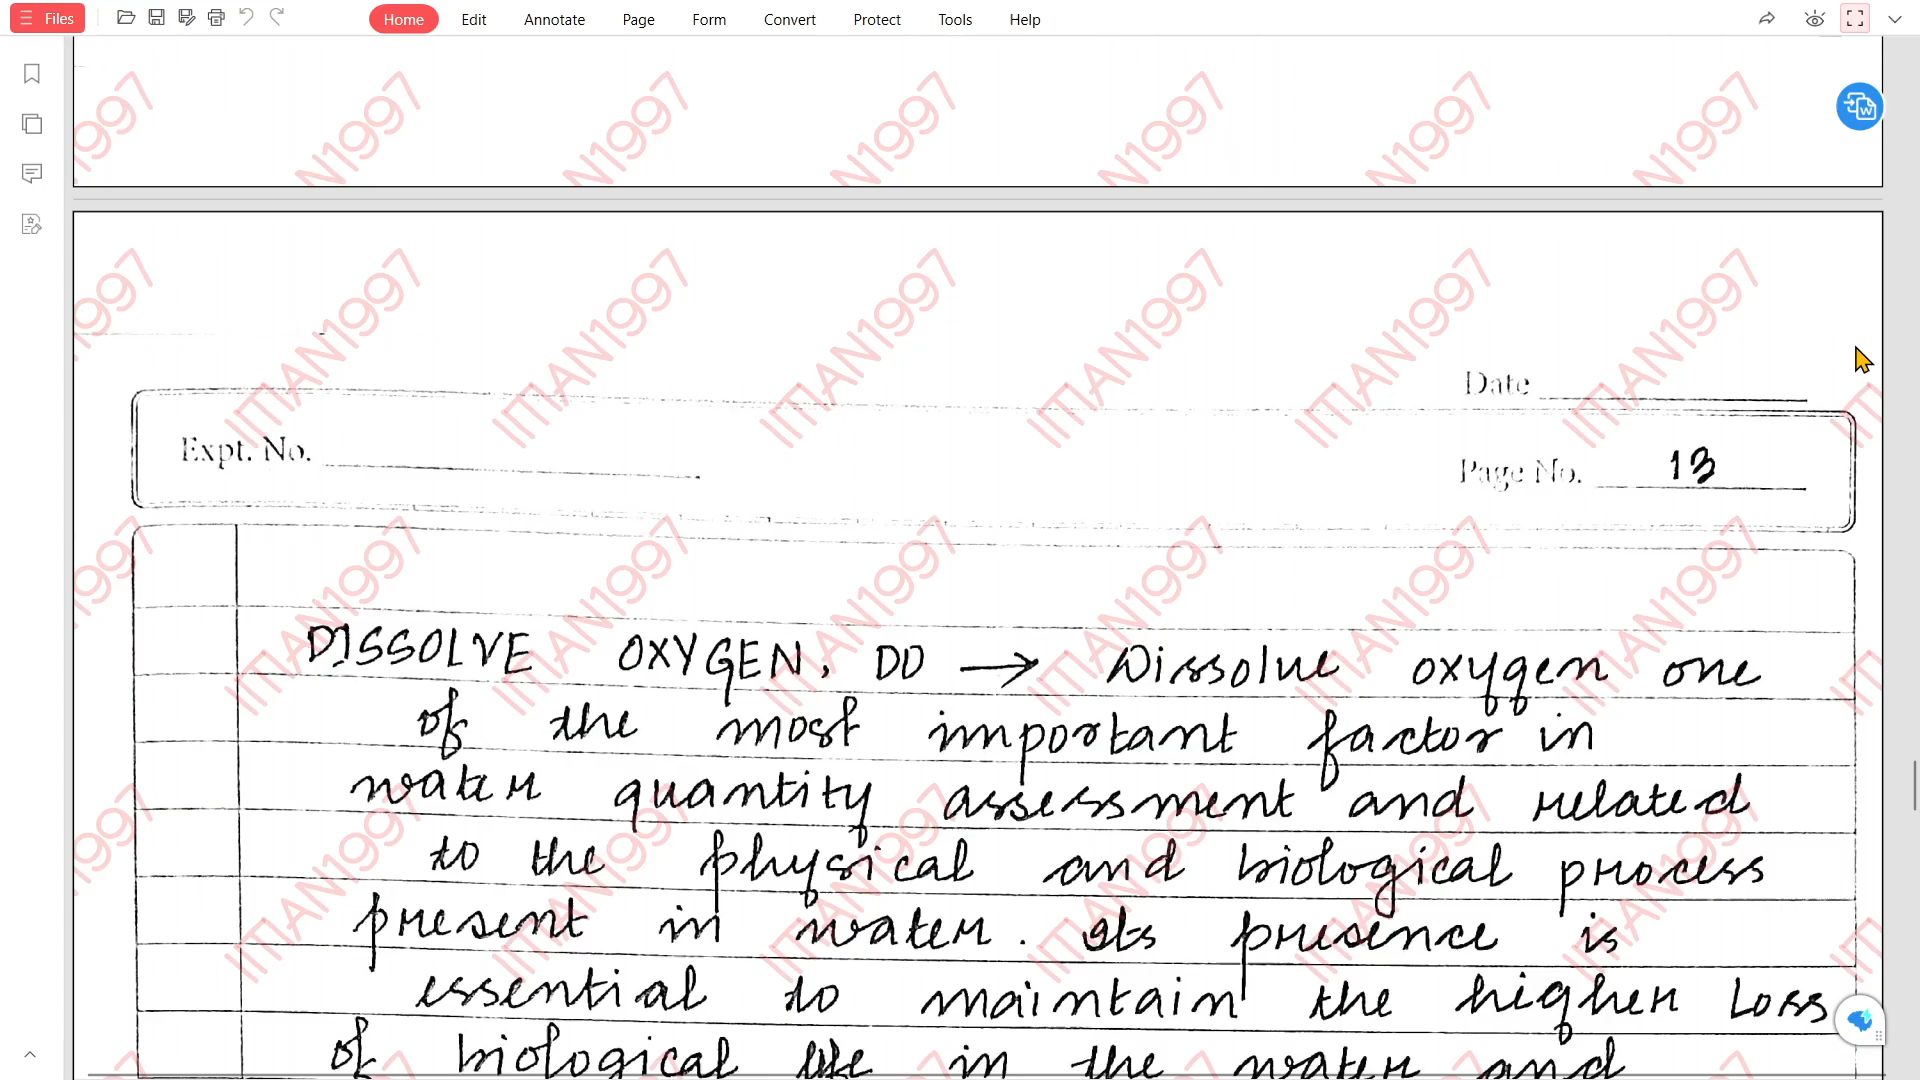 Files
Home Edit Annotate Page Form Convert Protect Tools Help
IMAN1997
Date
Expt. No.
Page No. 13
DISSOLVE OXYGEN, DO → Dissolve oxygen one
of the most important factor in
water quantity assessment and related
to the physical and biological process
present in water. Its presence is
essential to maintain the higher Loss
of biological life in the water and